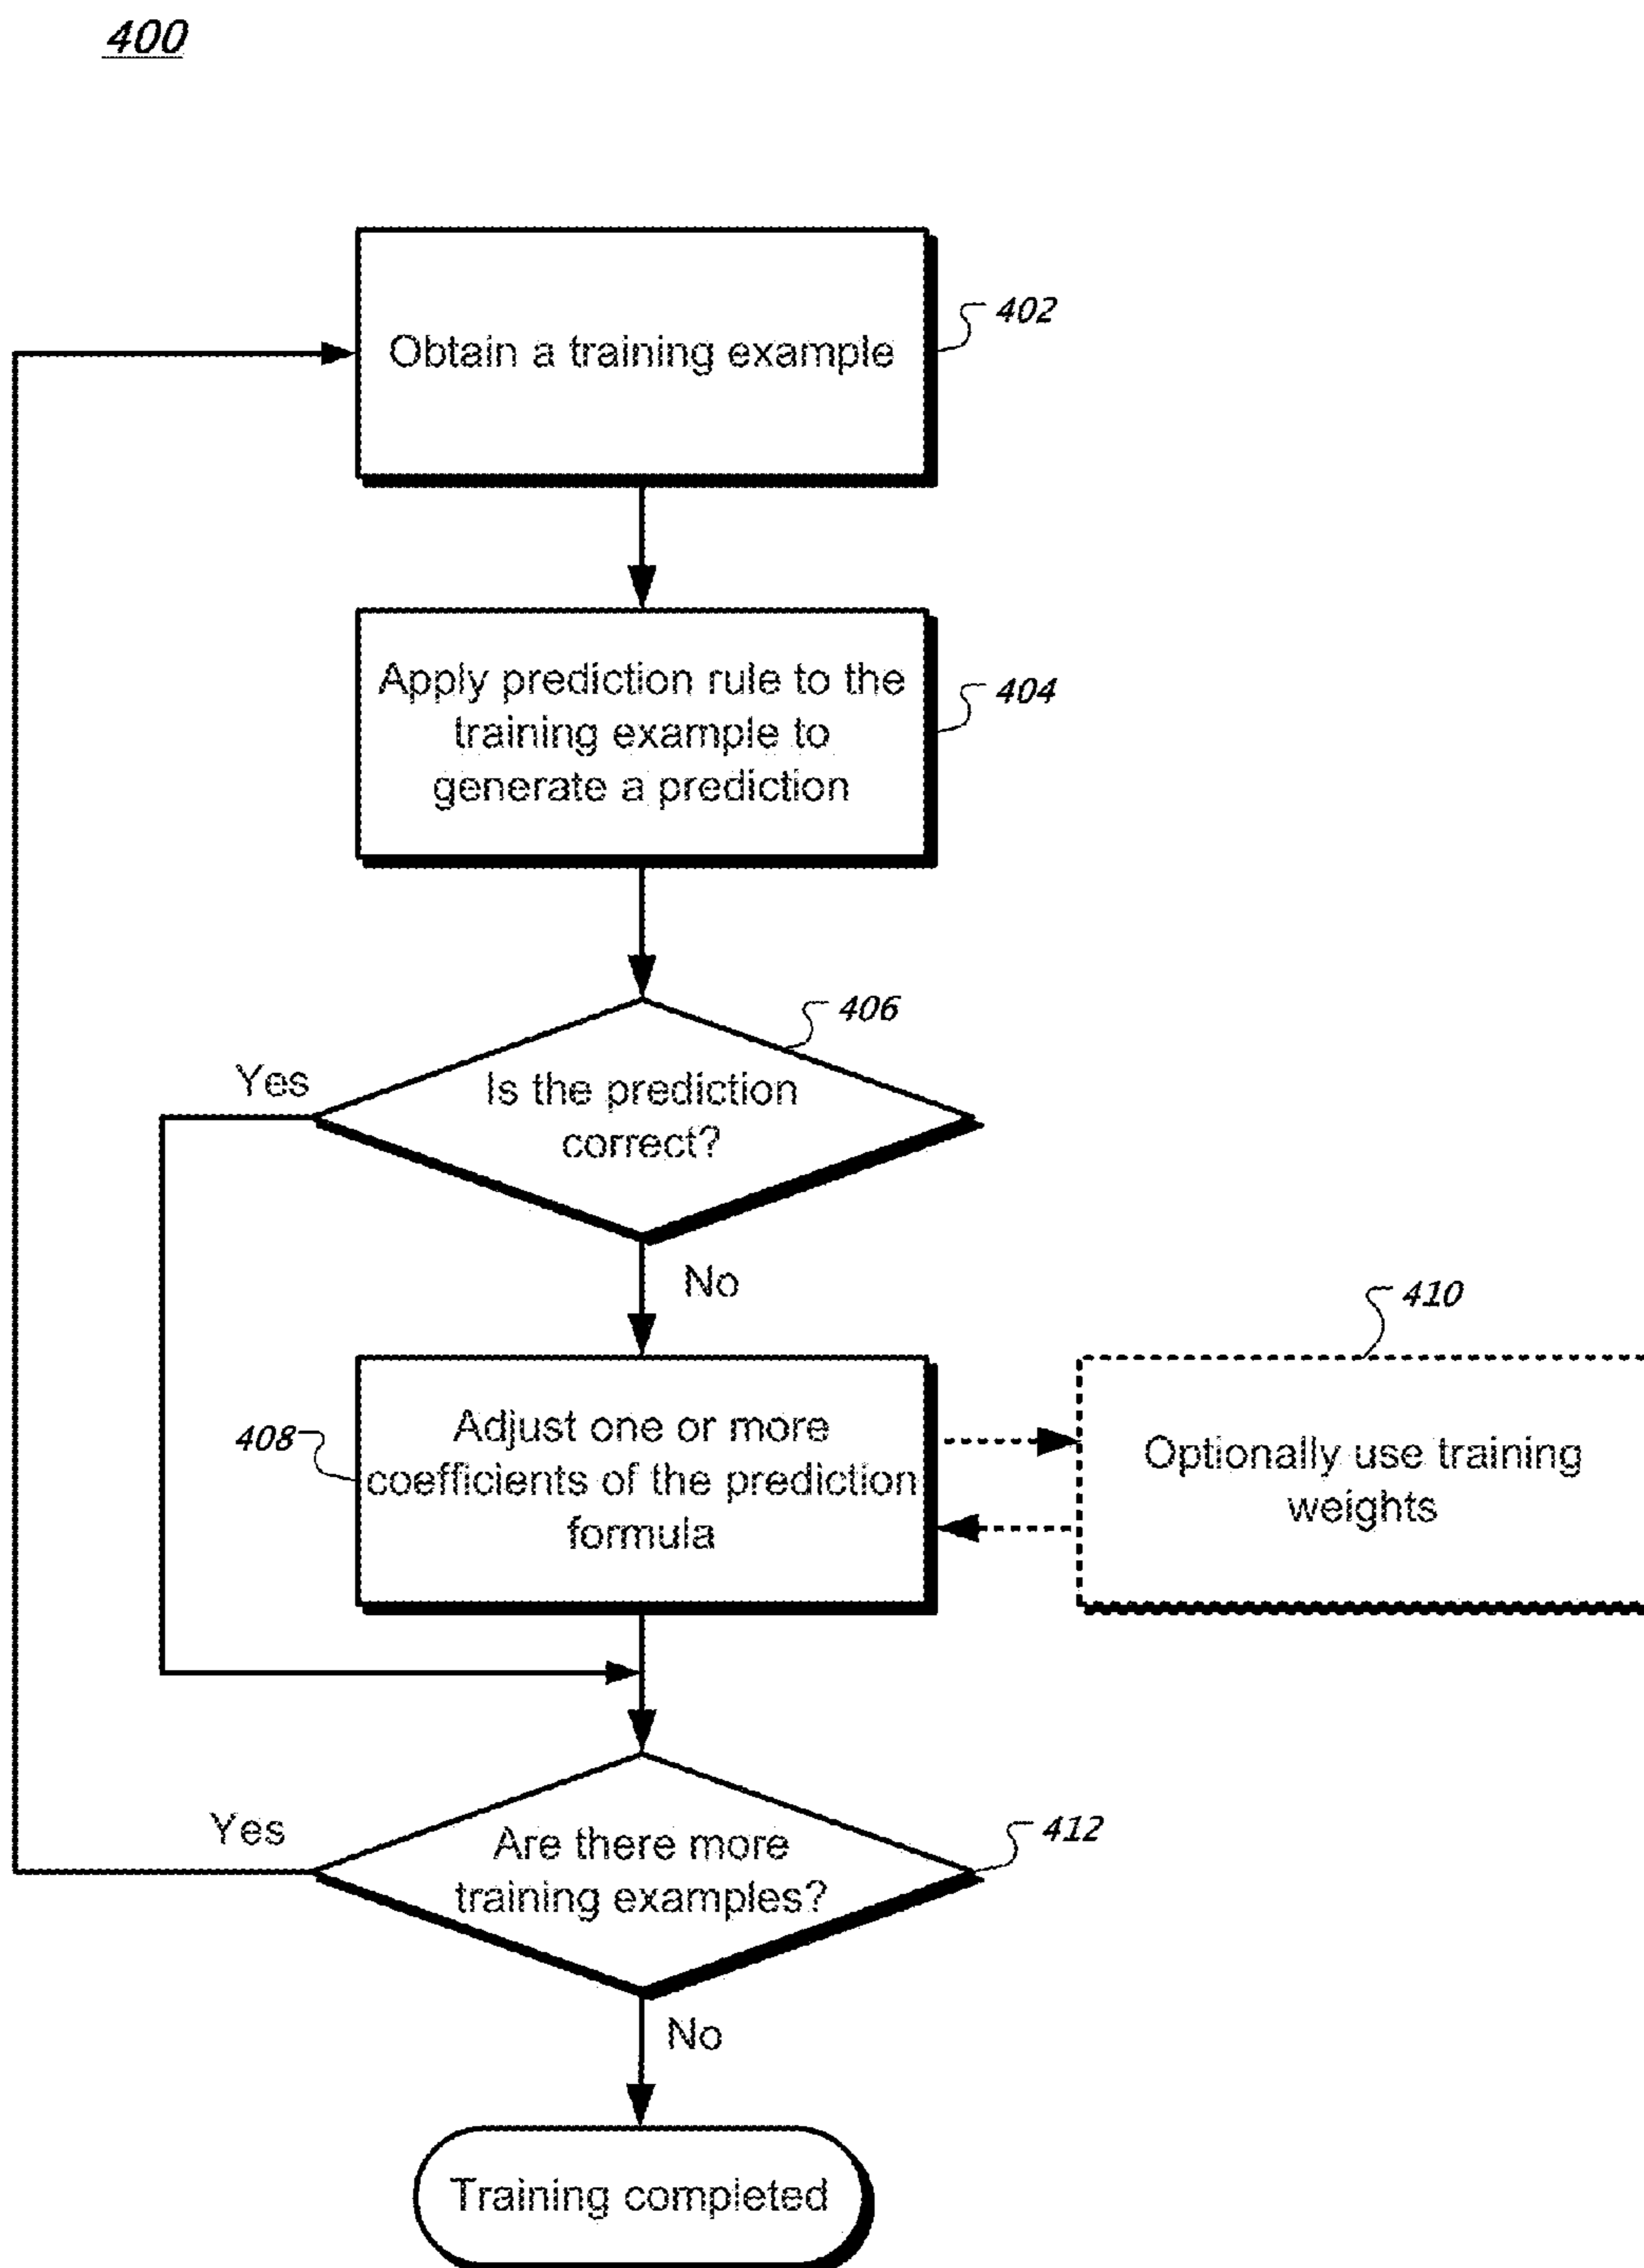 400
Obtain a training example
402
Apply prediction rule to the
training example to
generate a prediction
404
406
Yes
Is the prediction
correct?
No
410
408
Adjust one or more
coefficients of the prediction
formula
Optionally use training
weights
Yes
Are there more
training examples?
412
No
Training completed